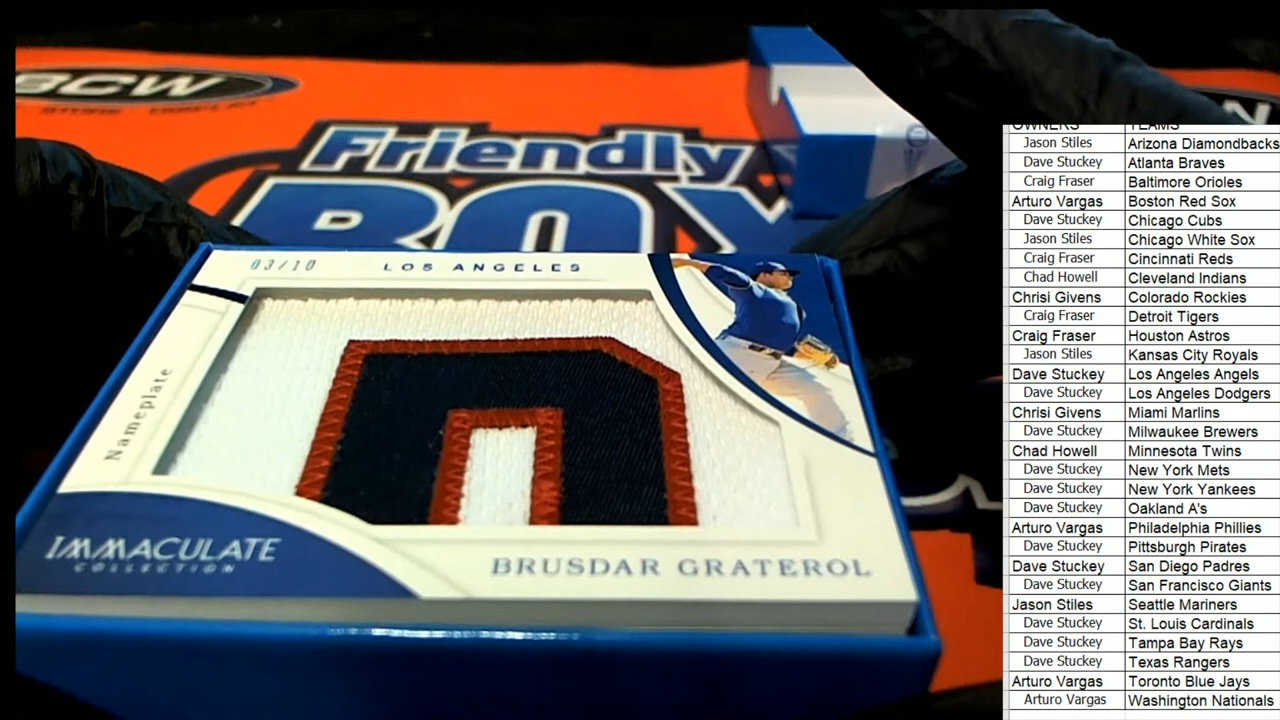 BCW
Friendly
BOX
03/10
LOS ANGELES
Nameplate
IMMACULATE
COLLECTION
BRUSDAR GRATEROL
OWNERS TEAMS
Jason Stiles Arizona Diamondbacks
Dave Stuckey Atlanta Braves
Craig Fraser Baltimore Orioles
Arturo Vargas Boston Red Sox
Dave Stuckey Chicago Cubs
Jason Stiles Chicago White Sox
Craig Fraser Cincinnati Reds
Chad Howell Cleveland Indians
Chrisi Givens Colorado Rockies
Craig Fraser Detroit Tigers
Craig Fraser Houston Astros
Jason Stiles Kansas City Royals
Dave Stuckey Los Angeles Angels
Dave Stuckey Los Angeles Dodgers
Chrisi Givens Miami Marlins
Dave Stuckey Milwaukee Brewers
Chad Howell Minnesota Twins
Dave Stuckey New York Mets
Dave Stuckey New York Yankees
Dave Stuckey Oakland A's
Arturo Vargas Philadelphia Phillies
Dave Stuckey Pittsburgh Pirates
Dave Stuckey San Diego Padres
Dave Stuckey San Francisco Giants
Jason Stiles Seattle Mariners
Dave Stuckey St. Louis Cardinals
Dave Stuckey Tampa Bay Rays
Dave Stuckey Texas Rangers
Arturo Vargas Toronto Blue Jays
Arturo Vargas Washington Nationals